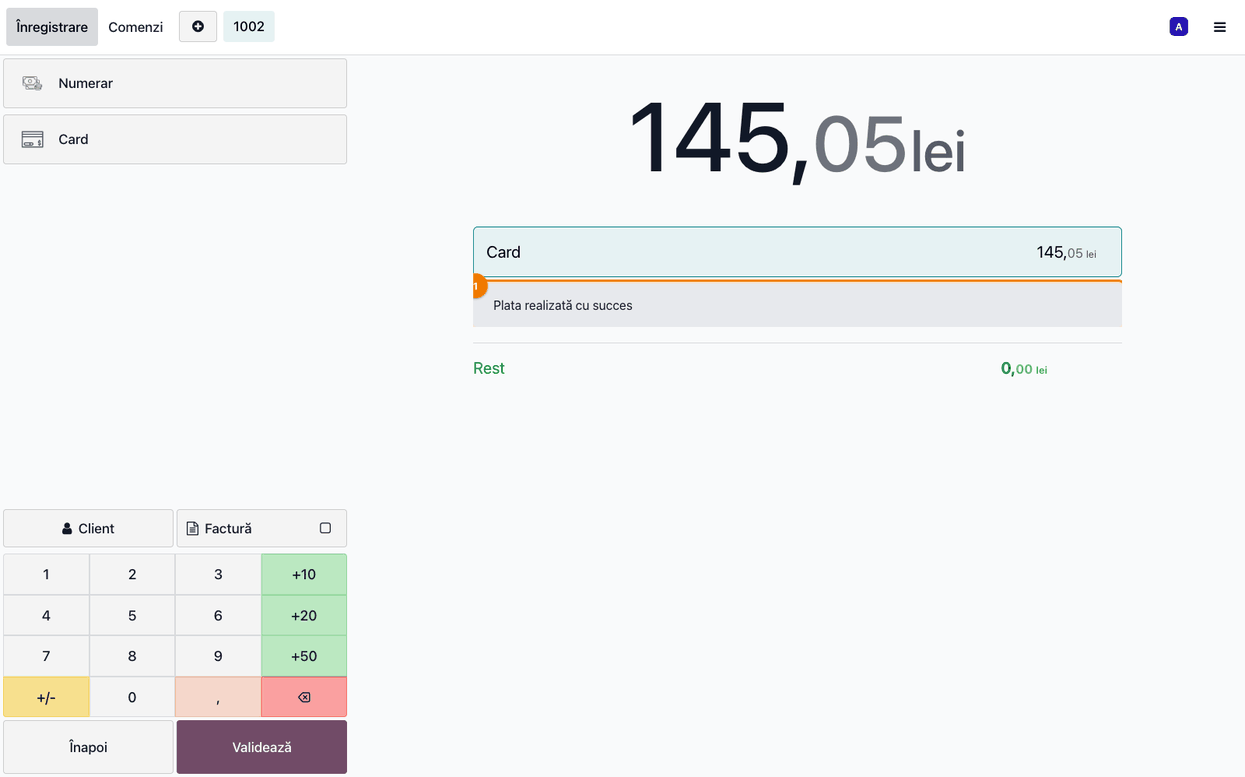 Înregistrare Comenzi 1002 A
Numerar
Card
145,05lei
Card 145,05 lei
1
Plata realizată cu succes
Rest 0,00 lei
Client Factură
1 2 3 +10
4 5 6 +20
7 8 9 +50
+/- 0 ,
Înapoi Validează